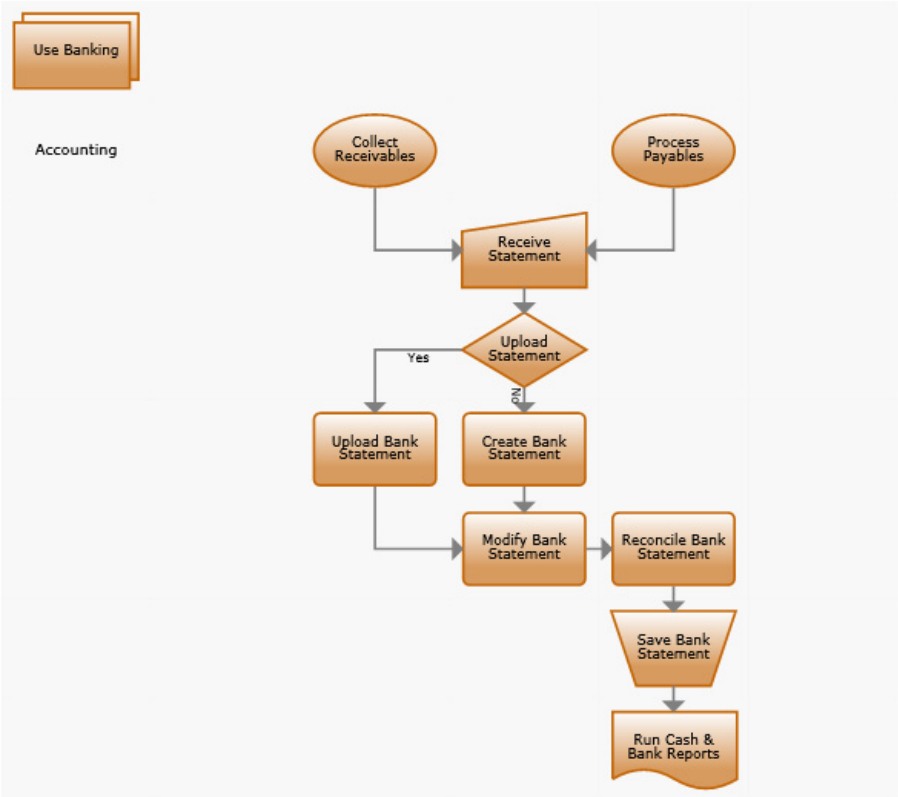 Use Banking
Accounting
Collect
Receivables
Process
Payables
Receive
Statement
Upload
Statement
Yes
No
Upload Bank
Statement
Create Bank
Statement
Modify Bank
Statement
Reconcile Bank
Statement
Save Bank
Statement
Run Cash &
Bank Reports